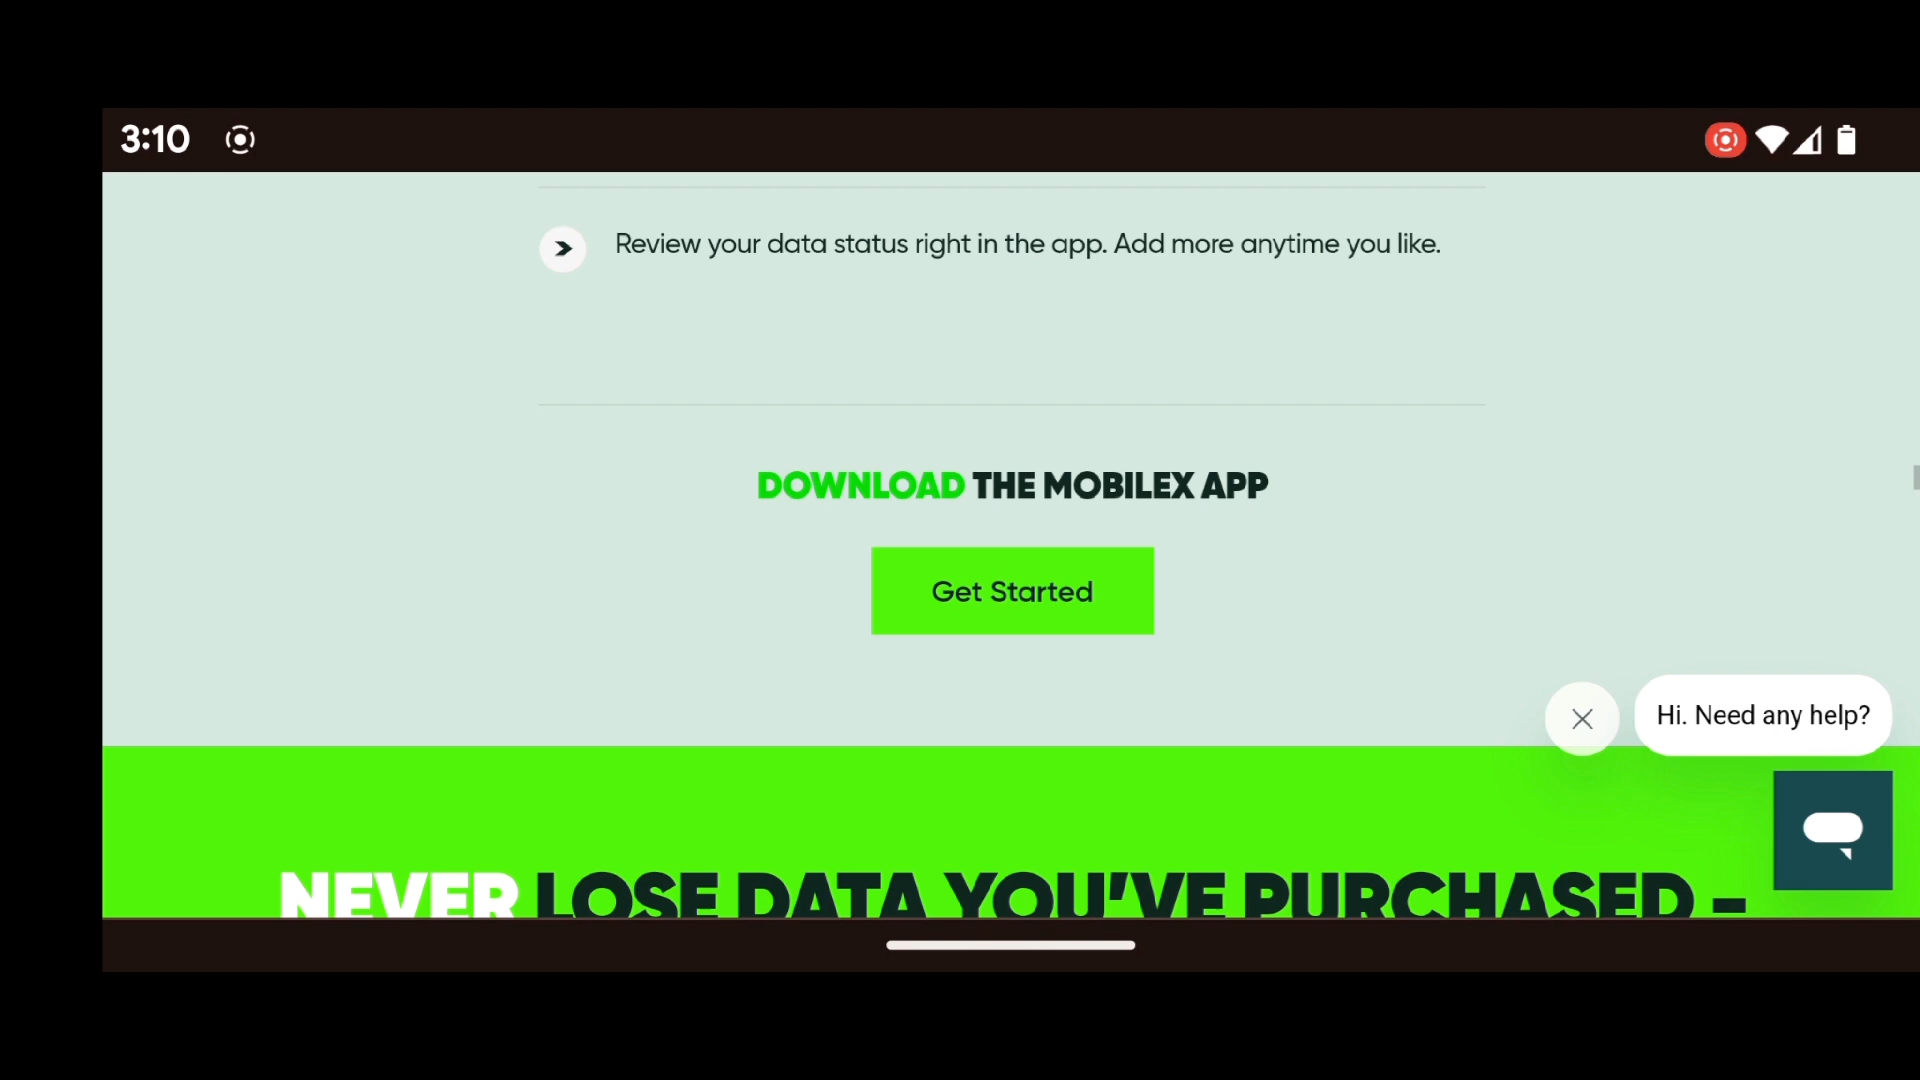 3:10
Review your data status right in the app. Add more anytime you like.
DOWNLOAD THE MOBILEX APP
Get Started
Hi. Need any help?
NEVER LOSE DATA YOU'VE PURCHASED -